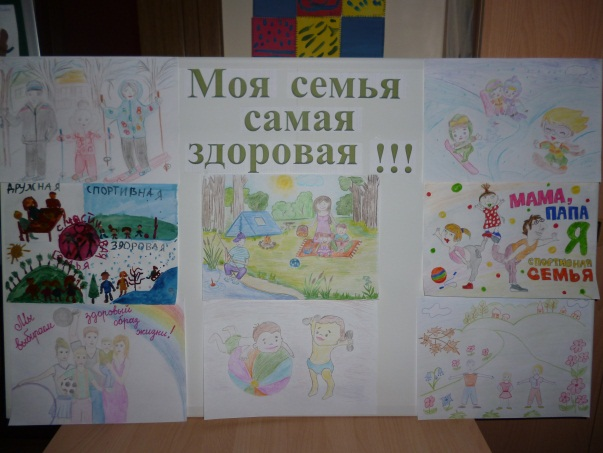 Моя семья
самая
здоровая !!!
ДРУЖНАЯ
СПОРТИВНАЯ
ЗДОРОВАЯ
МАМА,
ПАПА
Я
СПОРТИВНАЯ
СЕМЬЯ
Мы
выбираем
здоровый
образ
жизни!